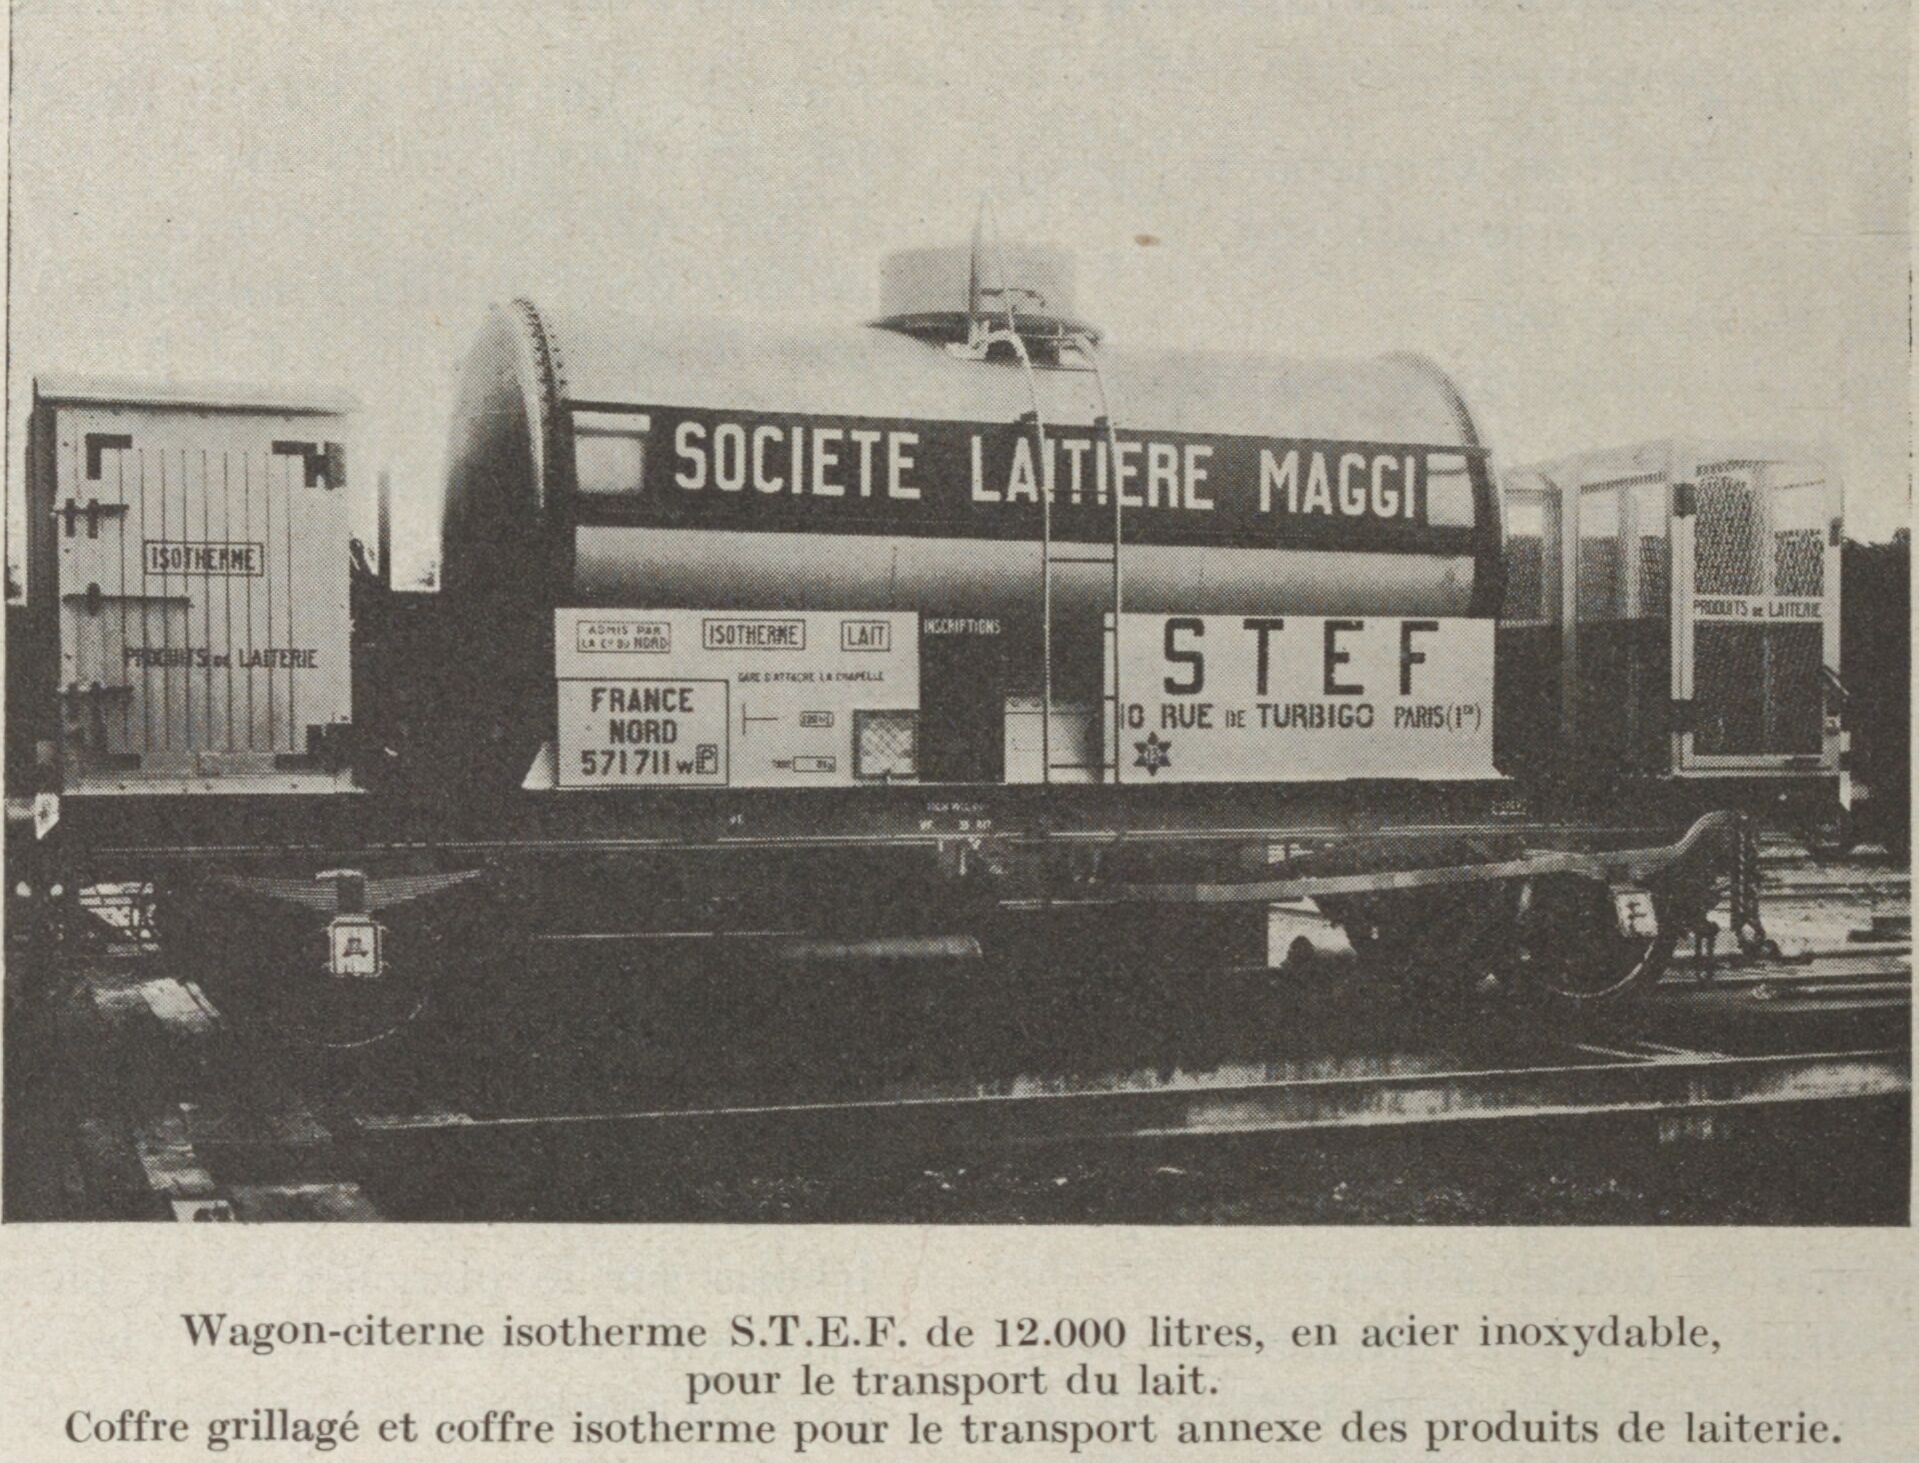 SOCIETE LAITIERE MAGGI
ISOTHERME
PRODUITS DE LAITERIE
ADMIS PAR
LA Cie DU NORD
ISOTHERME
LAIT
INSCRIPTIONS
GARE D'ATTACHE LA CHAPELLE
FRANCE
NORD
571711 w P
STEF
10 RUE DE TURBIGO PARIS (1er)
PRODUITS DE LAITERIE
Wagon-citerne isotherme S.T.E.F. de 12.000 litres, en acier inoxydable,
pour le transport du lait.
Coffre grillagé et coffre isotherme pour le transport annexe des produits de laiterie.